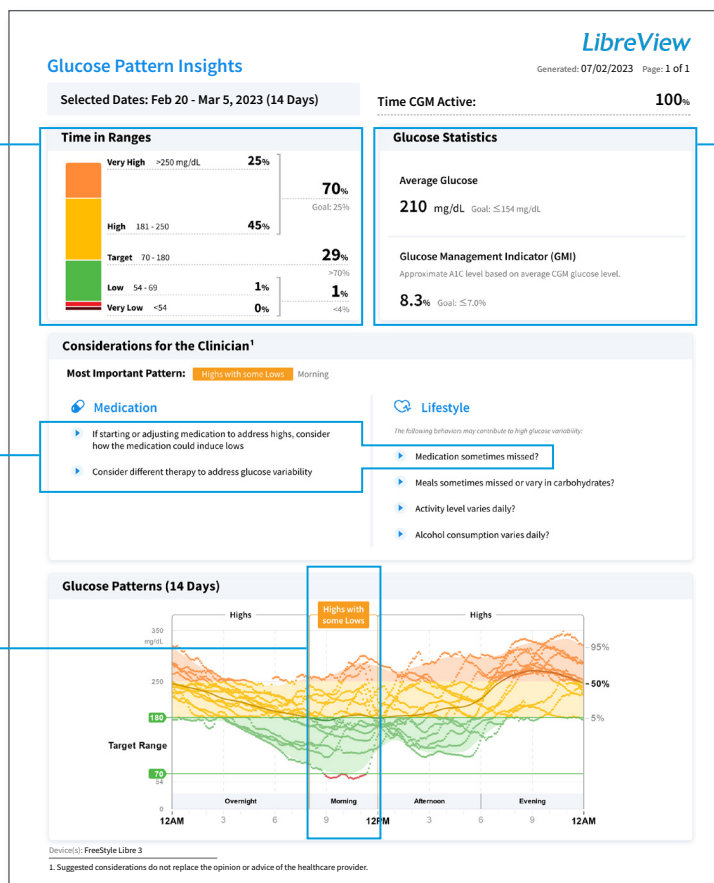 LibreView
Glucose Pattern Insights
Generated: 07/02/2023 Page: 1 of 1
Selected Dates: Feb 20 - Mar 5, 2023 (14 Days)
Time CGM Active: 100%
Time in Ranges
Very High >250 mg/dL 25%
70%
Goal: 25%
High 181 - 250 45%
Target 70 - 180 29%
>70%
Low 54 - 69 1%
1%
Very Low <54 0%
<4%
Glucose Statistics
Average Glucose
210 mg/dL Goal: ≤154 mg/dL
Glucose Management Indicator (GMI)
Approximate A1C level based on average CGM glucose level.
8.3% Goal: ≤7.0%
Considerations for the Clinician¹
Most Important Pattern: Highs with some Lows Morning
Medication
If starting or adjusting medication to address highs, consider
how the medication could induce lows
Consider different therapy to address glucose variability
Lifestyle
The following behaviors may contribute to high glucose variability:
Medication sometimes missed?
Meals sometimes missed or vary in carbohydrates?
Activity level varies daily?
Alcohol consumption varies daily?
Glucose Patterns (14 Days)
Highs
Highs with
some Lows
Highs
350
mg/dL
250
180
Target Range
70
54
0
95%
50%
5%
Overnight Morning Afternoon Evening
12AM 3 6 9 12PM 3 6 9 12AM
Device(s): FreeStyle Libre 3
1. Suggested considerations do not replace the opinion or advice of the healthcare provider.